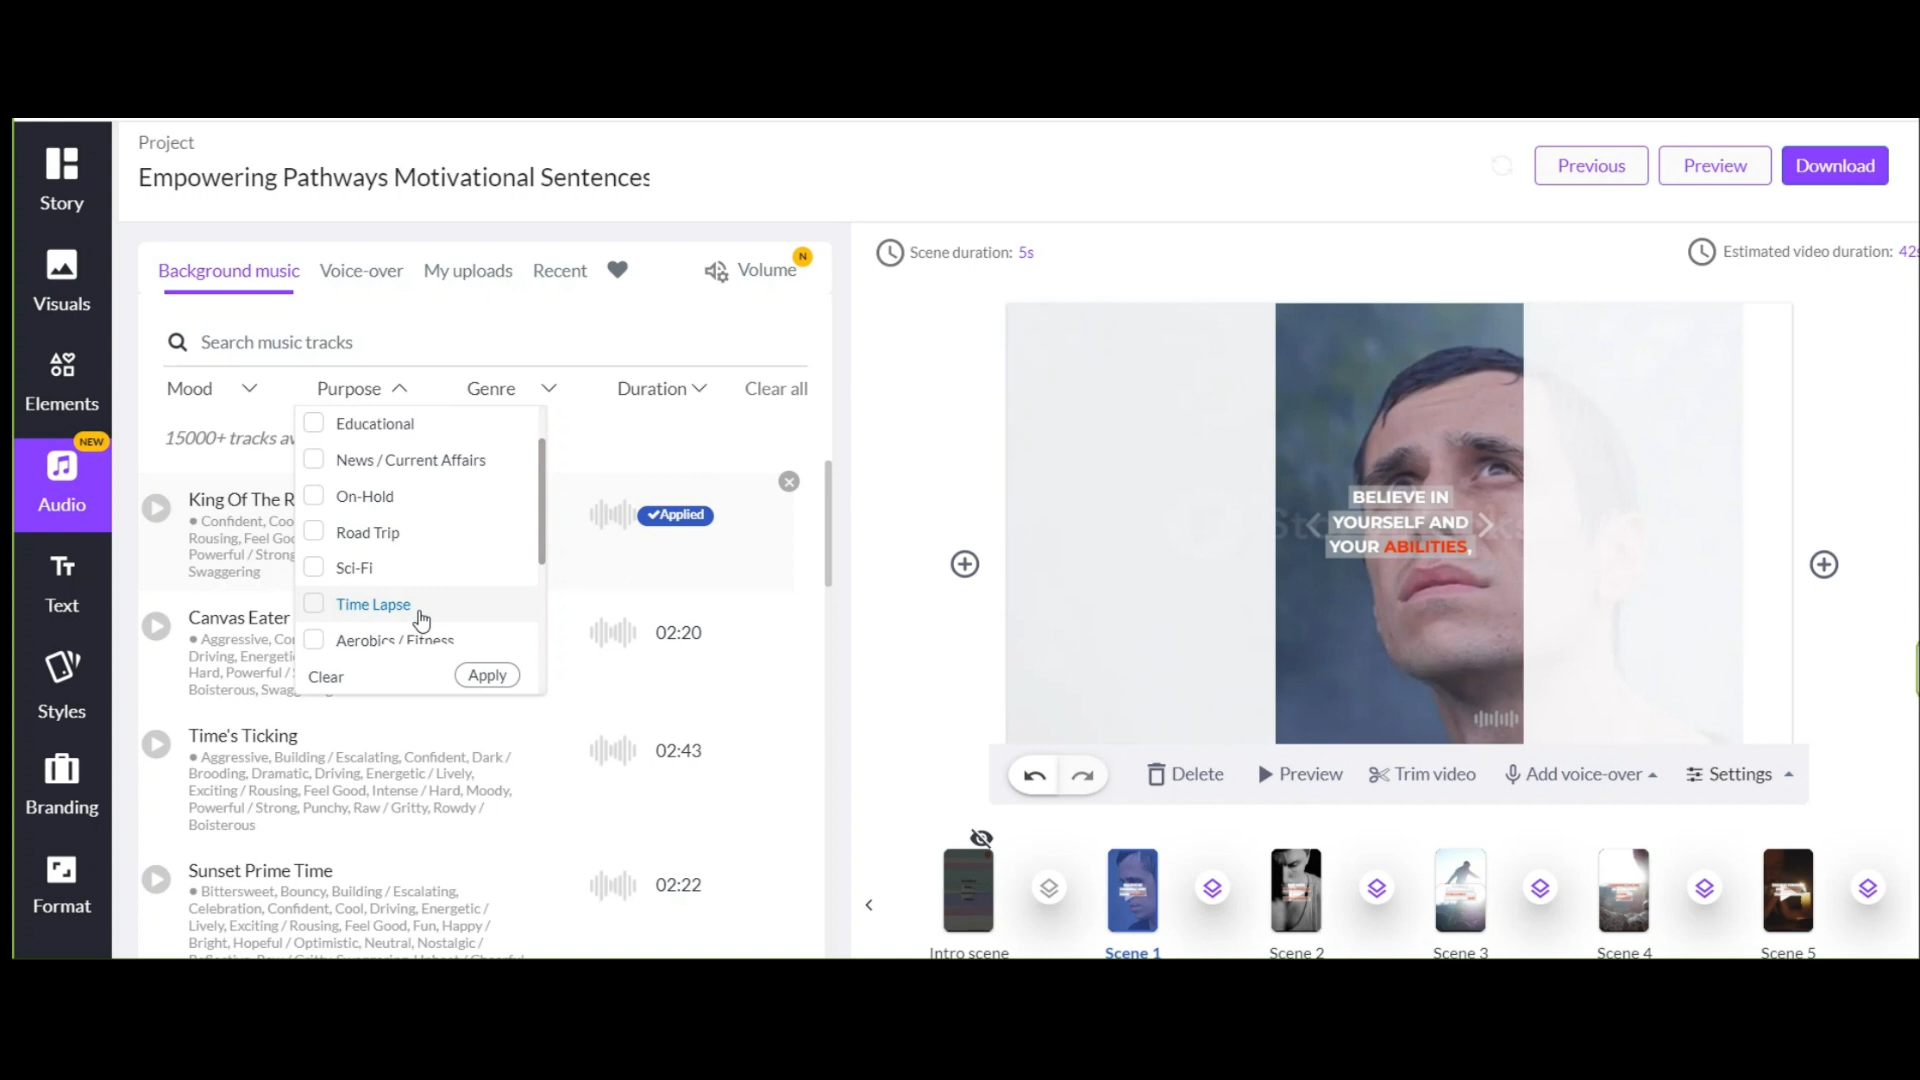 Project
Empowering Pathways Motivational Sentences
Previous
Preview
Download
Story
Visuals
Elements
NEW
Audio
Text
Styles
Branding
Format
Background music
Voice-over
My uploads
Recent
Volume
N
Search music tracks
Mood
Purpose
Genre
Duration
Clear all
15000+ tracks
Educational
News / Current Affairs
On-Hold
Road Trip
Sci-Fi
Time Lapse
Aerobics / Fitness
Clear
Apply
King Of The
Confident,
Rousing, Feel
Powerful / Strong
Swaggering
Applied
Canvas Eater
Aggressive,
Driving,
Hard, Powerful /
Boisterous,
02:20
Time's Ticking
Aggressive, Building / Escalating, Confident, Dark /
Brooding, Dramatic, Driving, Energetic / Lively,
Exciting / Rousing, Feel Good, Intense / Hard, Moody,
Powerful / Strong, Punchy, Raw / Gritty, Rowdy /
Boisterous
02:43
Sunset Prime Time
Bittersweet, Bouncy, Building / Escalating,
Celebration, Confident, Cool, Driving, Energetic /
Lively, Exciting / Rousing, Feel Good, Fun, Happy /
Bright, Hopeful / Optimistic, Neutral, Nostalgic /
02:22
Scene duration: 5s
Estimated video duration: 42s
BELIEVE IN
YOURSELF AND
YOUR ABILITIES,
Delete
Preview
Trim video
Add voice-over
Settings
Intro scene
Scene 1
Scene 2
Scene 3
Scene 4
Scene 5